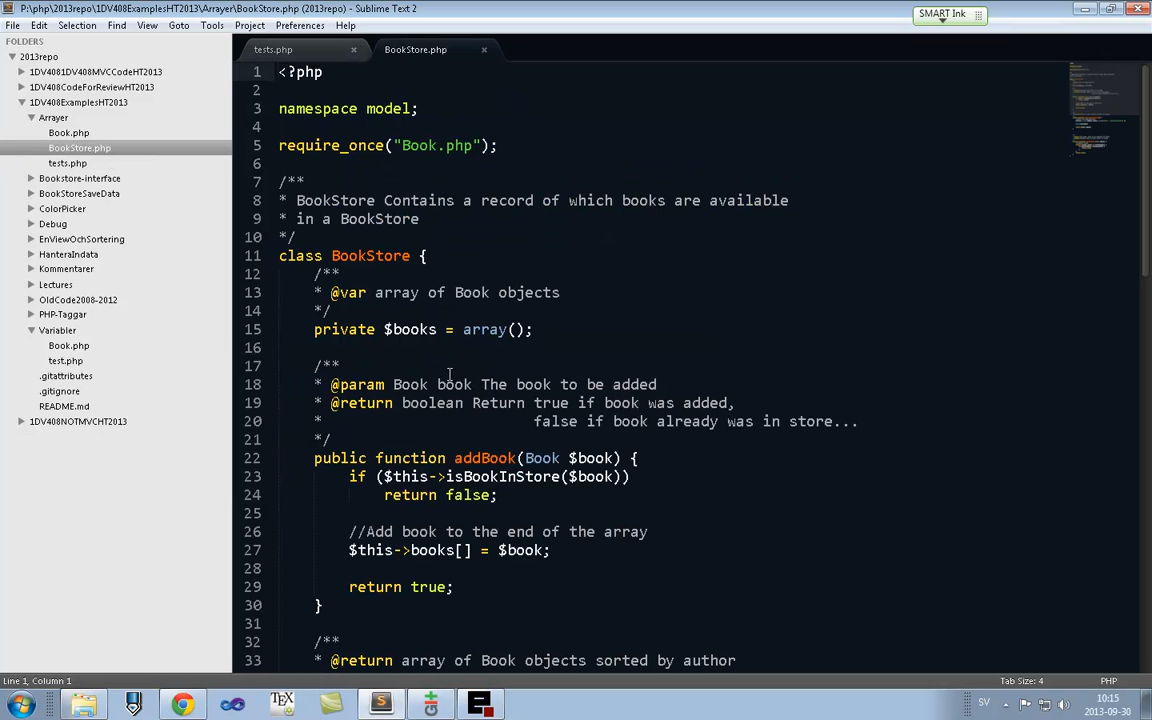 P:\php\2013repo\1DV408ExamplesHT2013\Arrayer\BookStore.php (2013repo) - Sublime Text 2
SMART Ink
File Edit Selection Find View Goto Tools Project Preferences Help
FOLDERS
2013repo
1DV4081DV408MVCCodeHT2013
1DV408CodeForReviewHT2013
1DV408ExamplesHT2013
Arrayer
Book.php
BookStore.php
tests.php
Bookstore-interface
BookStoreSaveData
ColorPicker
Debug
EnViewOchSortering
HanteraIndata
Kommentarer
Lectures
OldCode2008-2012
PHP-Taggar
Variabler
Book.php
test.php
.gitattributes
.gitignore
README.md
1DV408NOTMVCHT2013
tests.php BookStore.php
1 <?php
2
3 namespace model;
4
5 require_once("Book.php");
6
7 /**
8 * BookStore Contains a record of which books are available
9 * in a BookStore
10 */
11 class BookStore {
12 /**
13 * @var array of Book objects
14 */
15 private $books = array();
16
17 /**
18 * @param Book book The book to be added
19 * @return boolean Return true if book was added,
20 * false if book already was in store...
21 */
22 public function addBook(Book $book) {
23 if ($this->isBookInStore($book))
24 return false;
25
26 //Add book to the end of the array
27 $this->books[] = $book;
28
29 return true;
30 }
31
32 /**
33 * @return array of Book objects sorted by author
Line 1, Column 1
Tab Size: 4 PHP
SV
10:15
2013-09-30